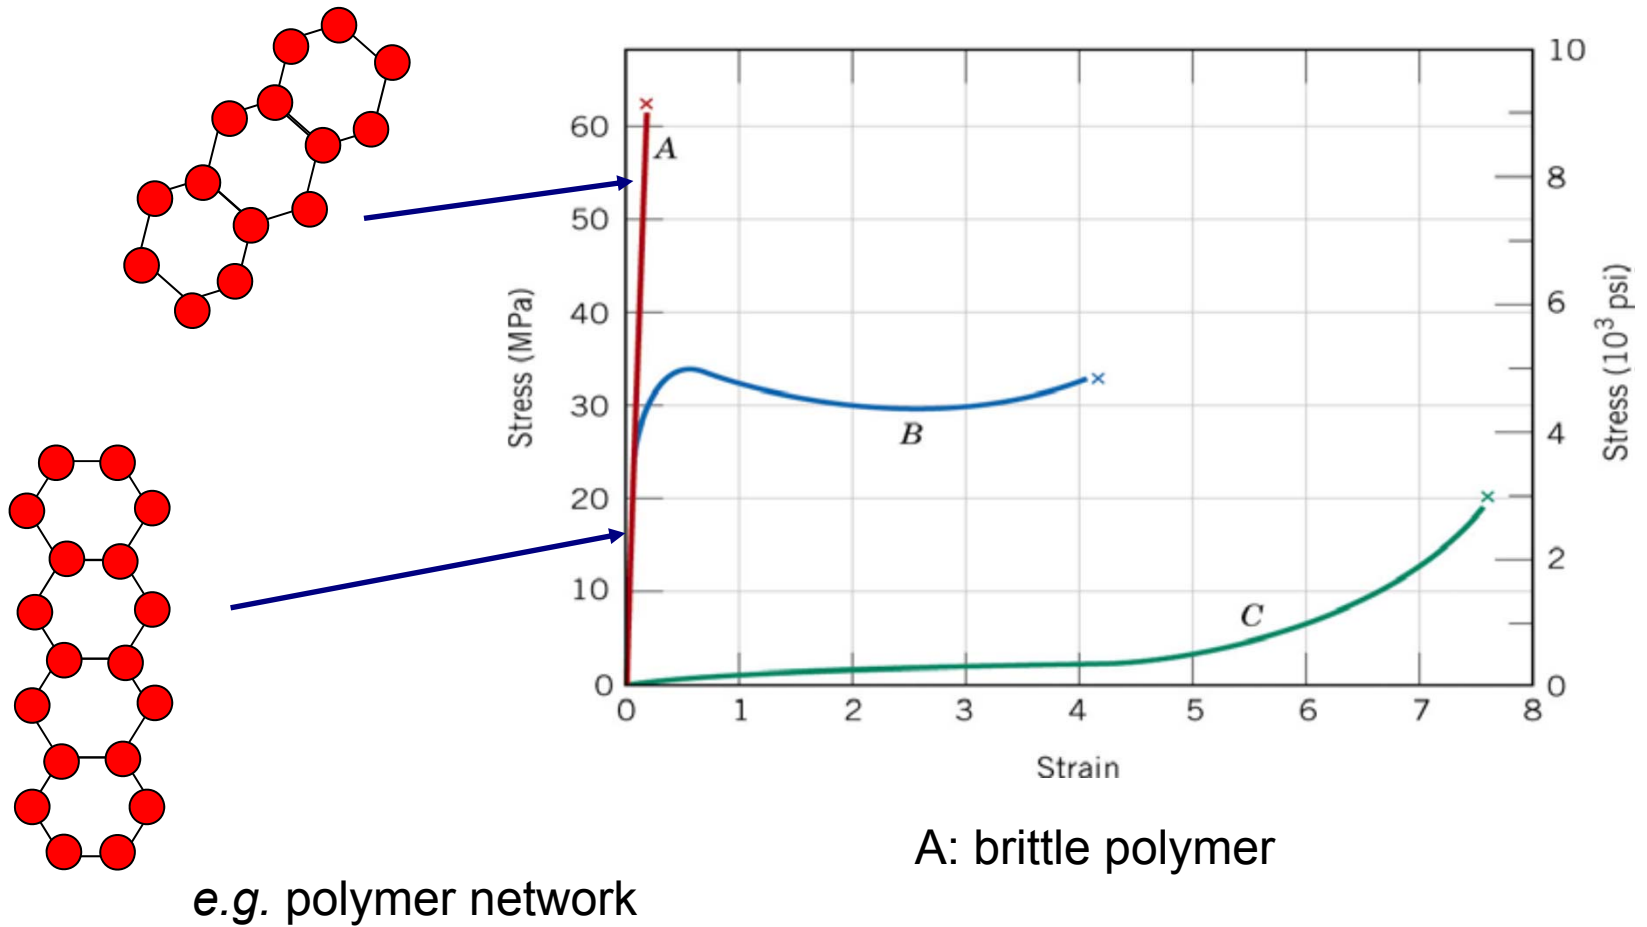 10
60
A
8
50
Stress (MPa)
40
6
Stress (10³ psi)
30
B
4
20
2
10
C
0
0
0 1 2 3 4 5 6 7 8
Strain
A: brittle polymer
e.g. polymer network